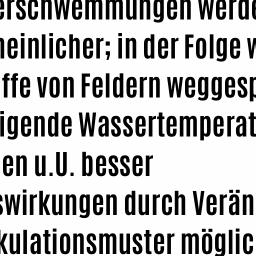 erschwemmungen werde
heinlicher; in der Folge w
ffe von Feldern weggesp
igende Wassertemperat
en u.U. besser
swirkungen durch Verän
kulationsmuster möglic